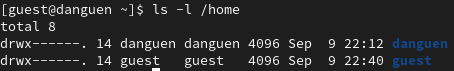 [guest@danguen ~]$ ls -l /home
total 8
drwx------. 14 danguen danguen 4096 Sep  9 22:12 danguen
drwx------. 14 guest   guest   4096 Sep  9 22:40 guest